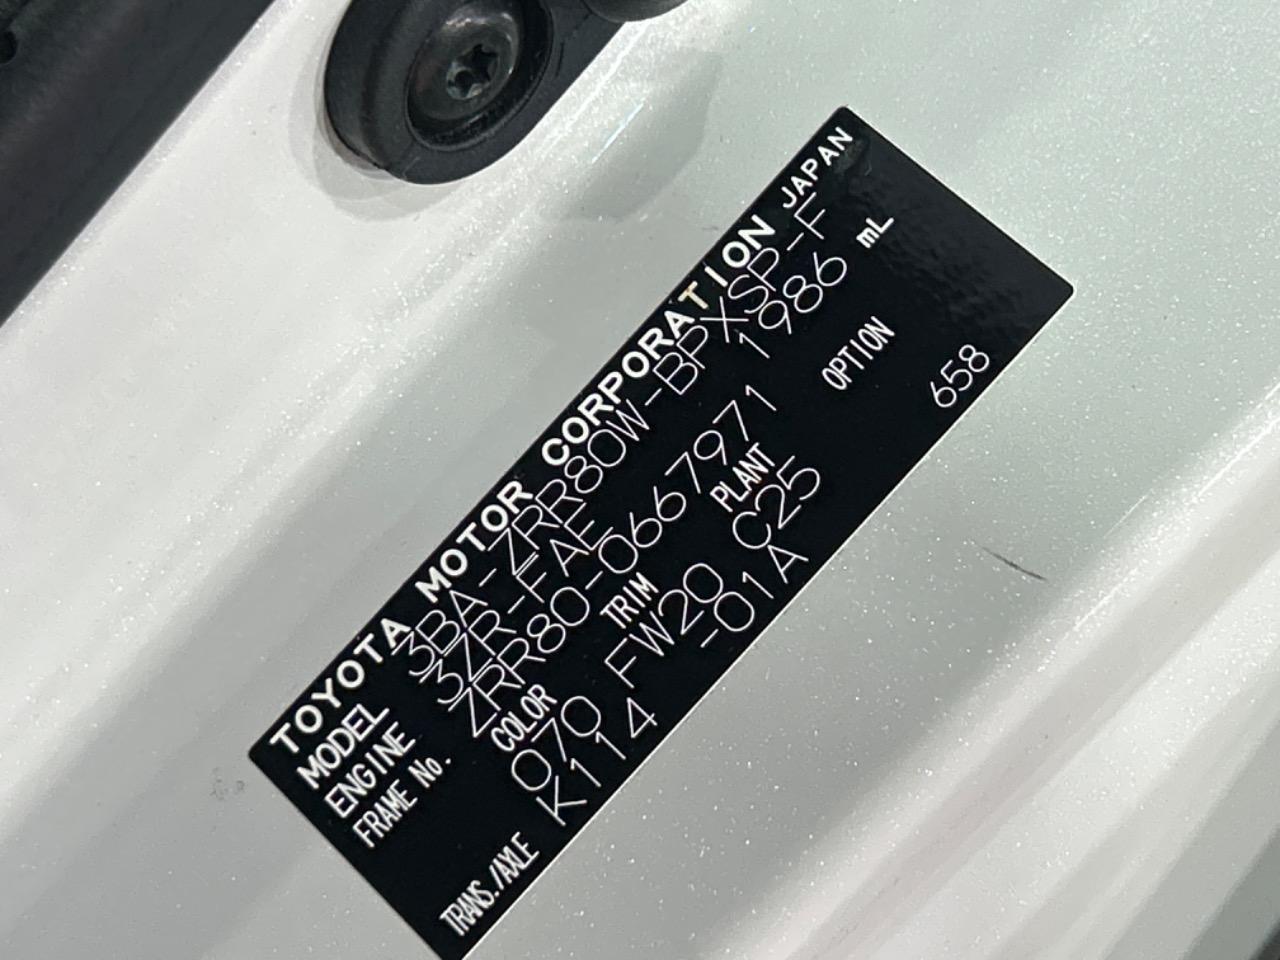 TOYOTA MOTOR CORPORATION JAPAN
MODEL 3BA-ZRR80W-BPXSP-F
ENGINE 3ZR-FAE 1986 mL
FRAME No. ZRR80-0667971
COLOR TRIM PLANT OPTION
070 FW20 C25 658
TRANS./AXLE K114 -01A